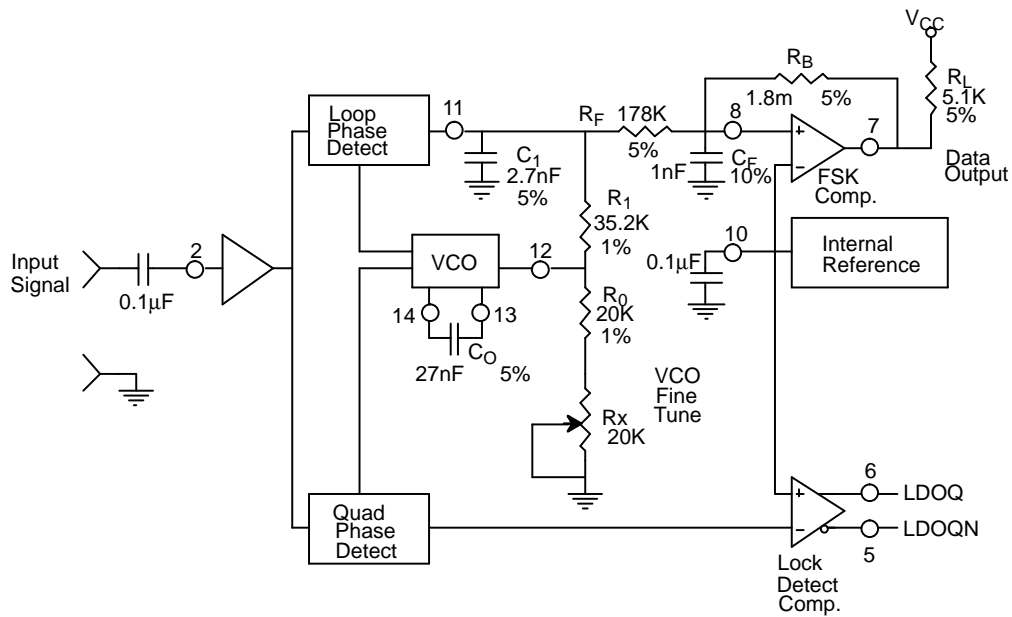 VCC
RB
1.8m 5%
RL
5.1K
5%
Loop
Phase
Detect
11
RF 178K
5%
8
7
+
−
FSK
Comp.
Data
Output
C1
2.7nF
5%
1nF
CF
10%
R1
35.2K
1%
10
0.1µF
Internal
Reference
Input
Signal
0.1µF
2
VCO
12
14
13
27nF
CO
5%
R0
20K
1%
VCO
Fine
Tune
Rx
20K
Quad
Phase
Detect
+
−
6
LDOQ
LDOQN
5
Lock
Detect
Comp.